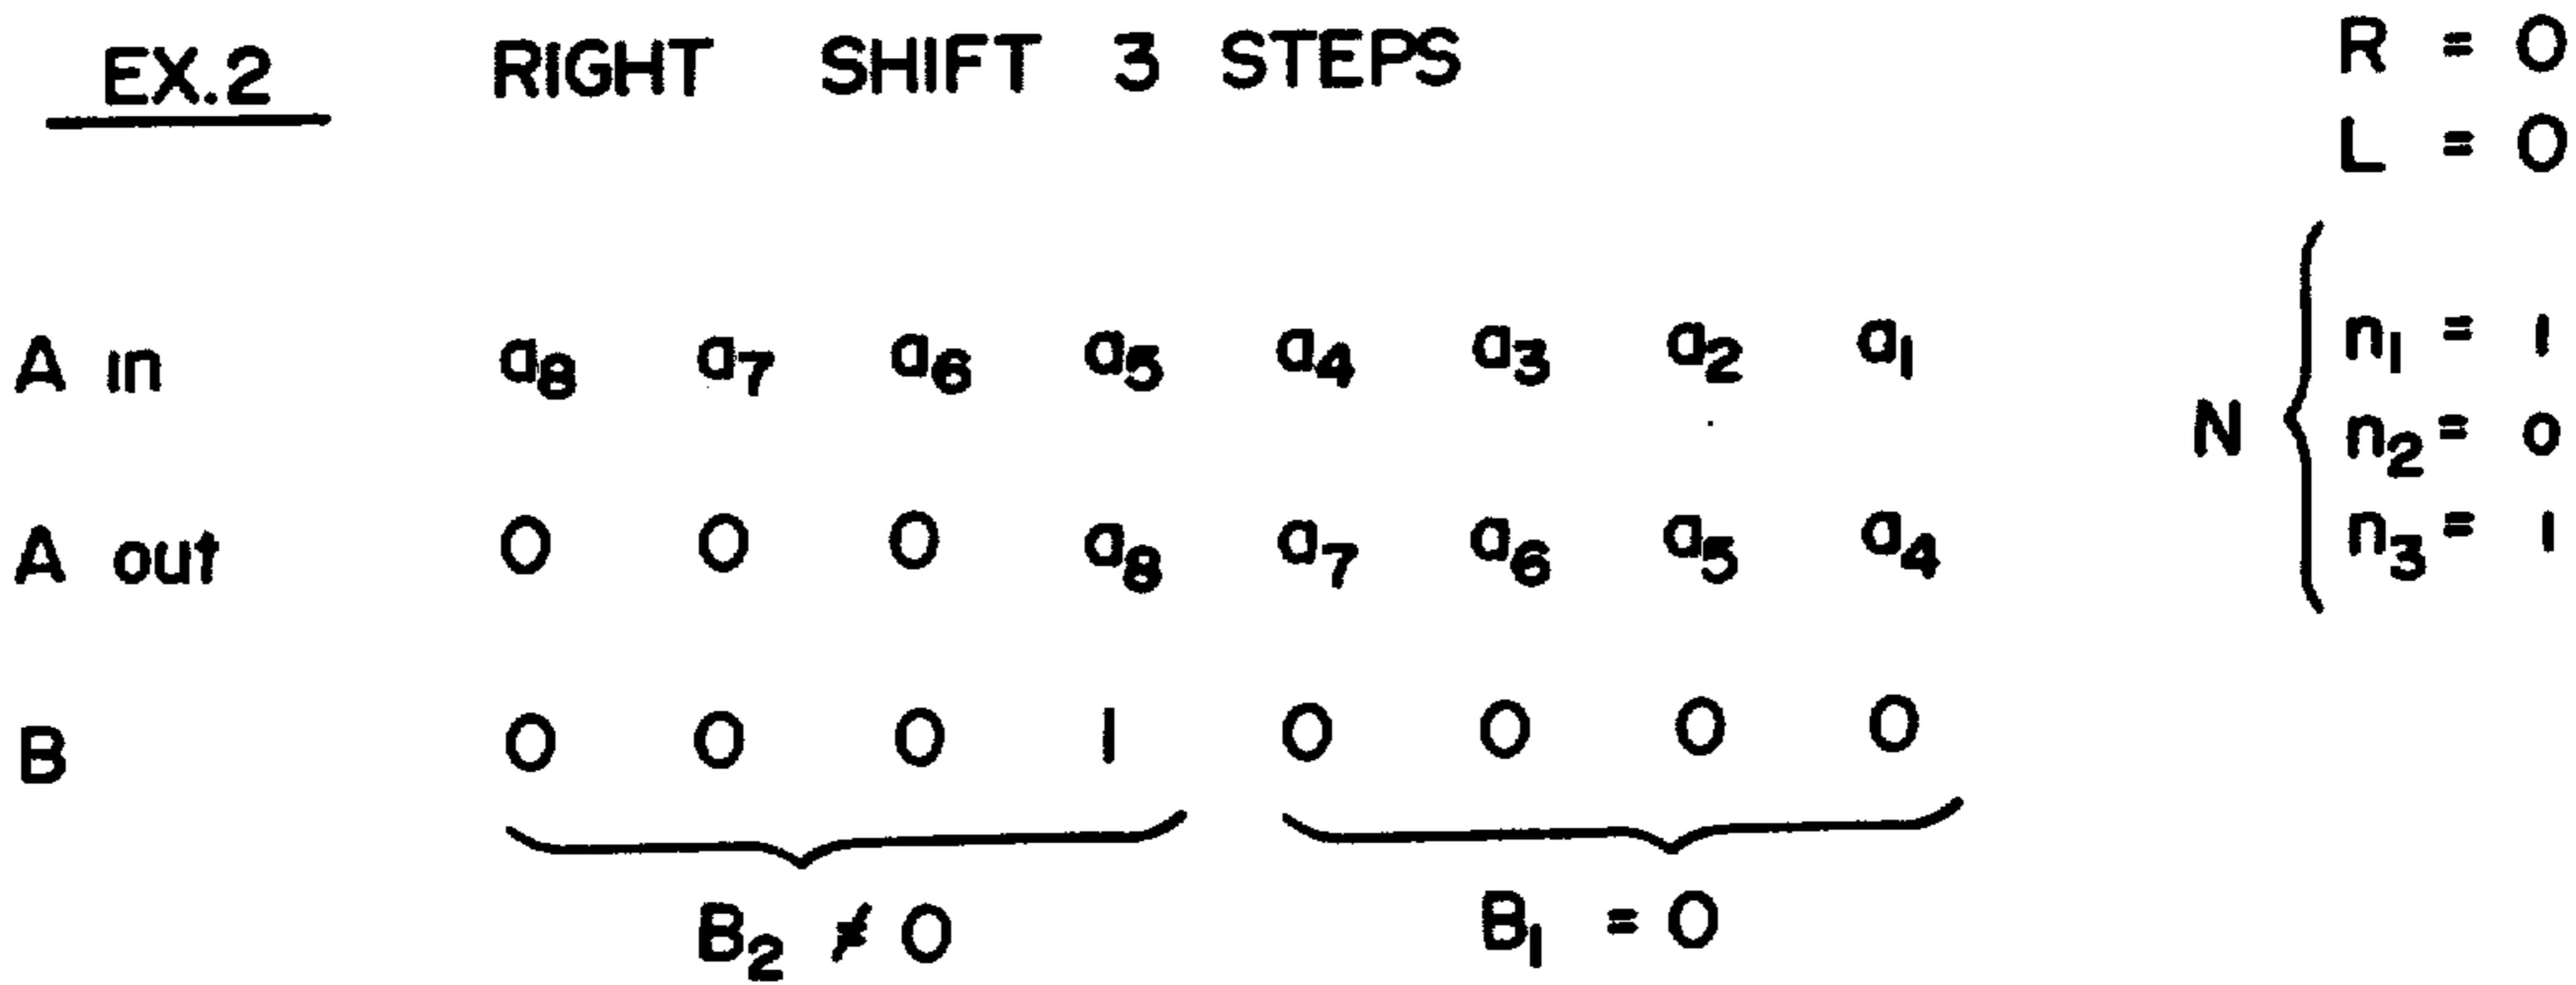 EX.2 RIGHT SHIFT 3 STEPS R = 0
L = 0
A in a₈ a₇ a₆ a₅ a₄ a₃ a₂ a₁ n₁ = 1
N n₂ = 0
A out 0 0 0 a₈ a₇ a₆ a₅ a₄ n₃ = 1
B 0 0 0 1 0 0 0 0
B₂ ≠ 0 B₁ = 0